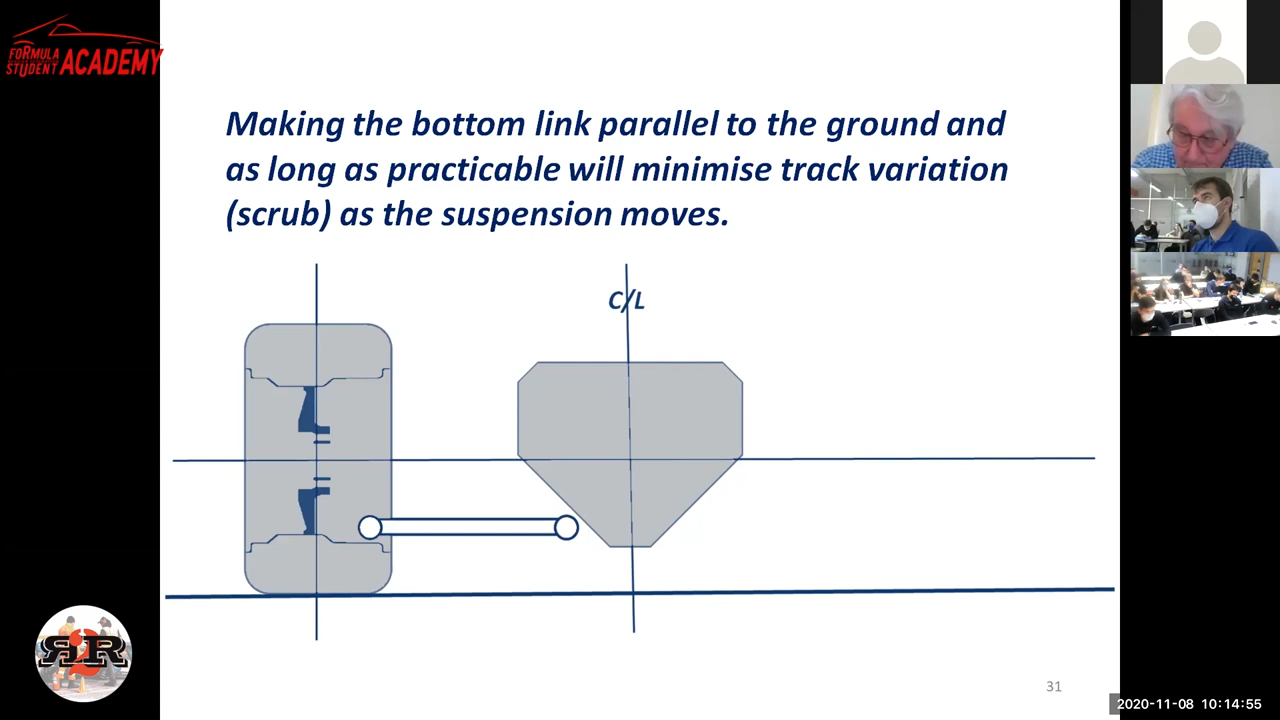 FORMULA
STUDENT ACADEMY
Making the bottom link parallel to the ground and
as long as practicable will minimise track variation
(scrub) as the suspension moves.
C/L
R2R
31
2020-11-08 10:14:55